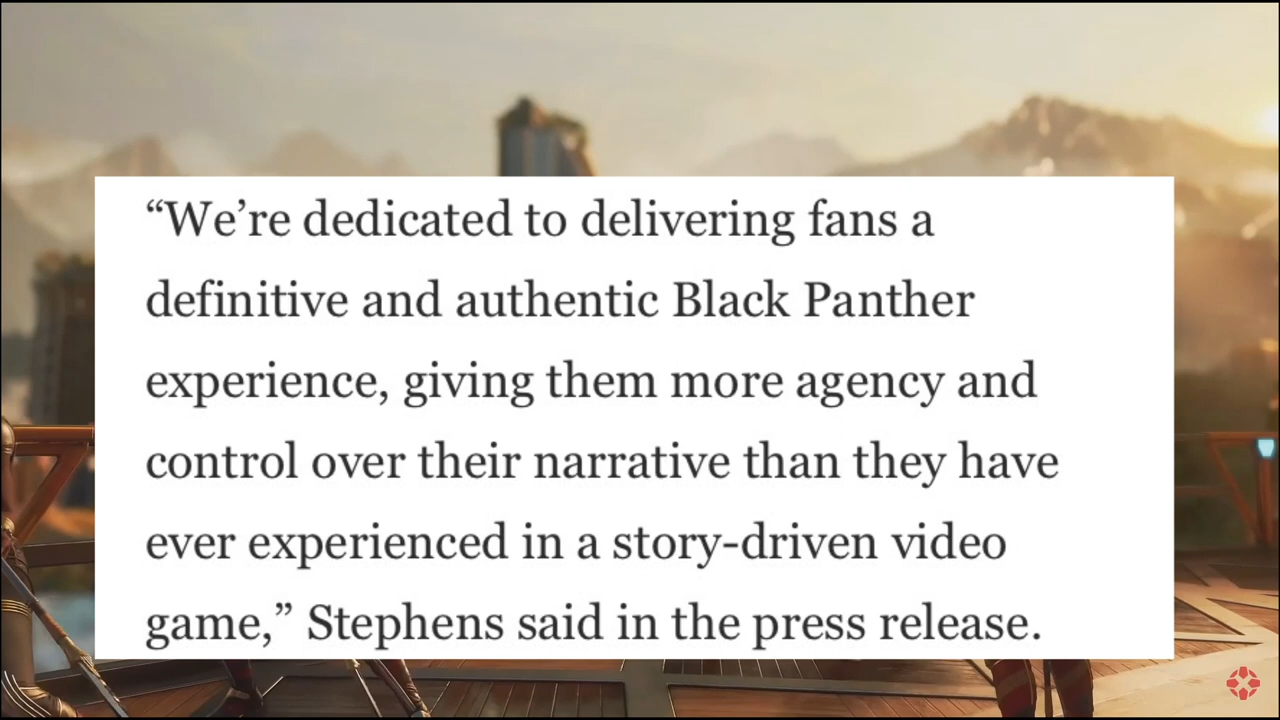 “We’re dedicated to delivering fans a
definitive and authentic Black Panther
experience, giving them more agency and
control over their narrative than they have
ever experienced in a story-driven video
game,” Stephens said in the press release.